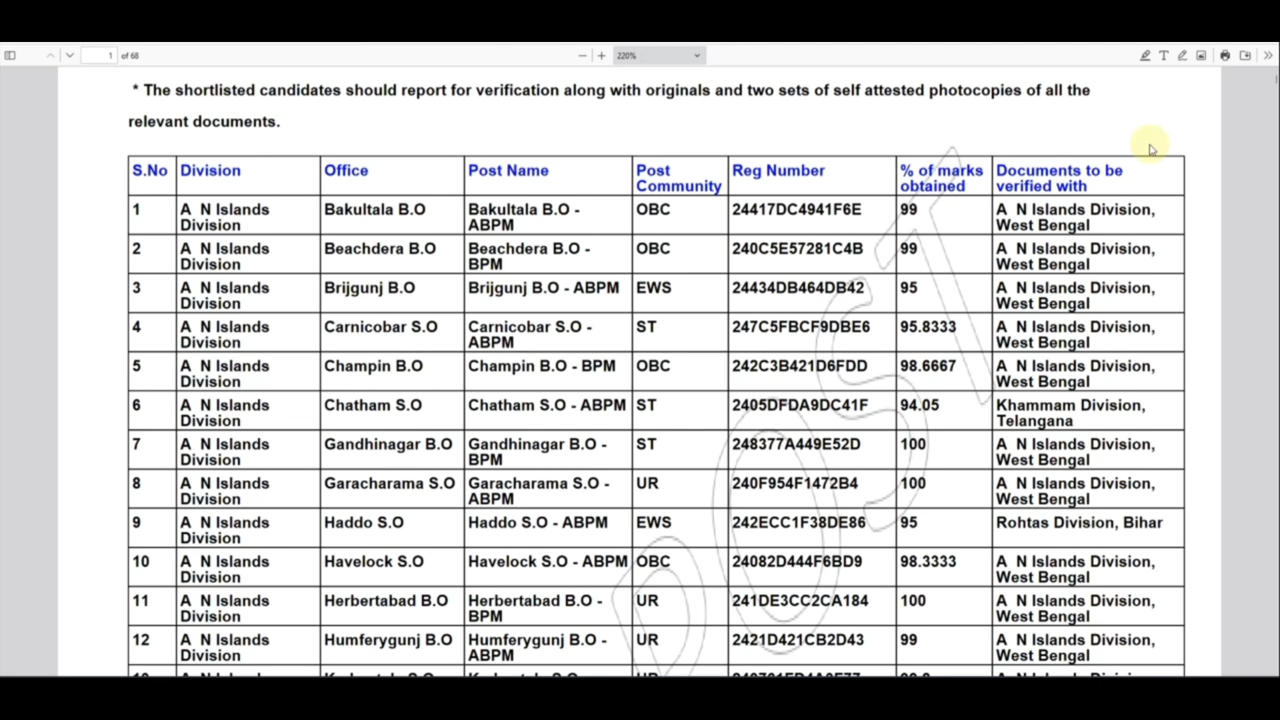 1 of 68 220%
* The shortlisted candidates should report for verification along with originals and two sets of self attested photocopies of all the
relevant documents.
S.No Division Office Post Name Post Community Reg Number % of marks obtained Documents to be verified with
1 A N Islands Division Bakultala B.O Bakultala B.O - ABPM OBC 24417DC4941F6E 99 A N Islands Division, West Bengal
2 A N Islands Division Beachdera B.O Beachdera B.O - BPM OBC 240C5E57281C4B 99 A N Islands Division, West Bengal
3 A N Islands Division Brijgunj B.O Brijgunj B.O - ABPM EWS 24434DB464DB42 95 A N Islands Division, West Bengal
4 A N Islands Division Carnicobar S.O Carnicobar S.O - ABPM ST 247C5FBCF9DBE6 95.8333 A N Islands Division, West Bengal
5 A N Islands Division Champin B.O Champin B.O - BPM OBC 242C3B421D6FDD 98.6667 A N Islands Division, West Bengal
6 A N Islands Division Chatham S.O Chatham S.O - ABPM ST 2405DFDA9DC41F 94.05 Khammam Division, Telangana
7 A N Islands Division Gandhinagar B.O Gandhinagar B.O - BPM ST 248377A449E52D 100 A N Islands Division, West Bengal
8 A N Islands Division Garacharama S.O Garacharama S.O - ABPM UR 240F954F1472B4 100 A N Islands Division, West Bengal
9 A N Islands Division Haddo S.O Haddo S.O - ABPM EWS 242ECC1F38DE86 95 Rohtas Division, Bihar
10 A N Islands Division Havelock S.O Havelock S.O - ABPM OBC 24082D444F6BD9 98.3333 A N Islands Division, West Bengal
11 A N Islands Division Herbertabad B.O Herbertabad B.O - BPM UR 241DE3CC2CA184 100 A N Islands Division, West Bengal
12 A N Islands Division Humferygunj B.O Humferygunj B.O - ABPM UR 2421D421CB2D43 99 A N Islands Division, West Bengal
POST